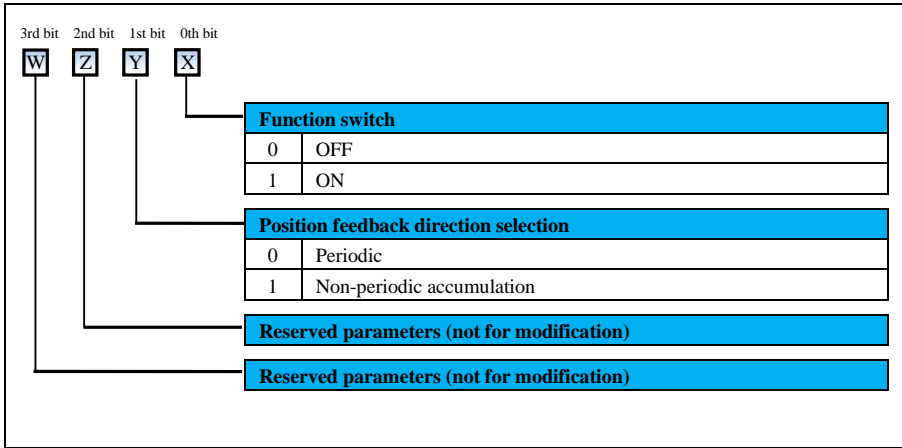 3rd bit 2nd bit 1st bit 0th bit
W Z Y X
Function switch
0 OFF
1 ON
Position feedback direction selection
0 Periodic
1 Non-periodic accumulation
Reserved parameters (not for modification)
Reserved parameters (not for modification)